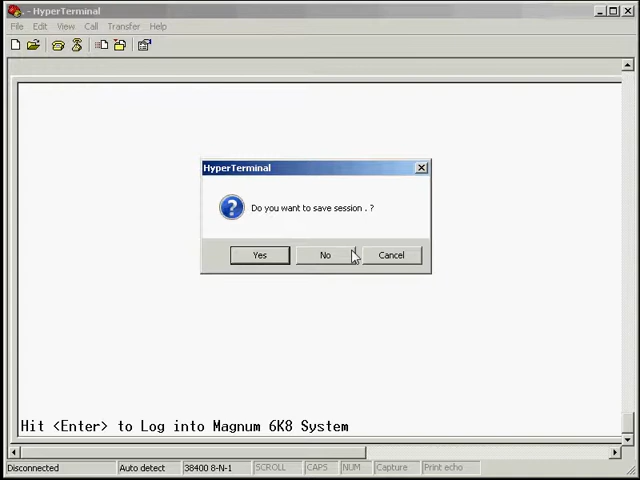 - HyperTerminal
File Edit View Call Transfer Help
HyperTerminal
Do you want to save session . ?
Yes No Cancel
Hit <Enter> to Log into Magnum 6K8 System
Disconnected Auto detect 38400 8-N-1 SCROLL CAPS NUM Capture Print echo